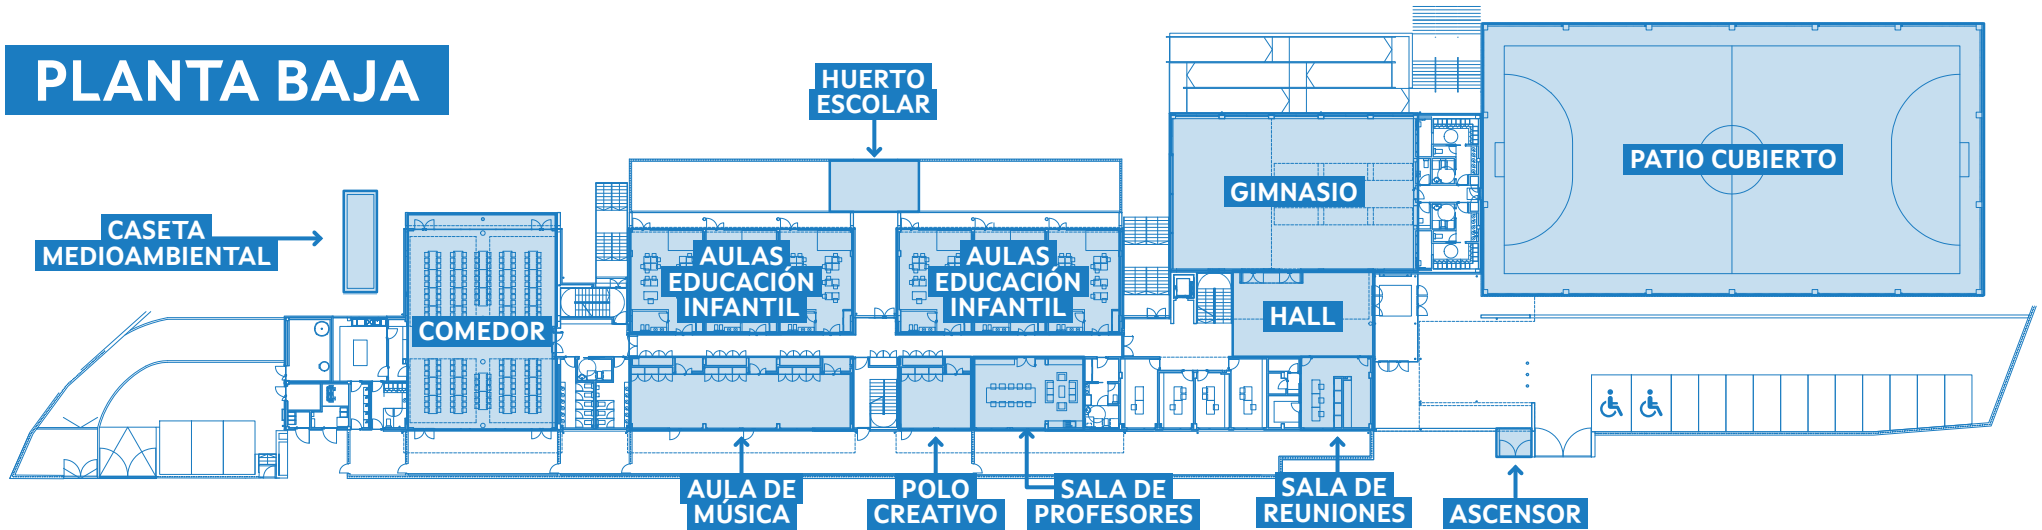 PLANTA BAJA
HUERTO
ESCOLAR
PATIO CUBIERTO
GIMNASIO
CASETA
MEDIOAMBIENTAL
AULAS
EDUCACIÓN
INFANTIL
AULAS
EDUCACIÓN
INFANTIL
COMEDOR
HALL
AULA DE
MÚSICA
POLO
CREATIVO
SALA DE
PROFESORES
SALA DE
REUNIONES
ASCENSOR